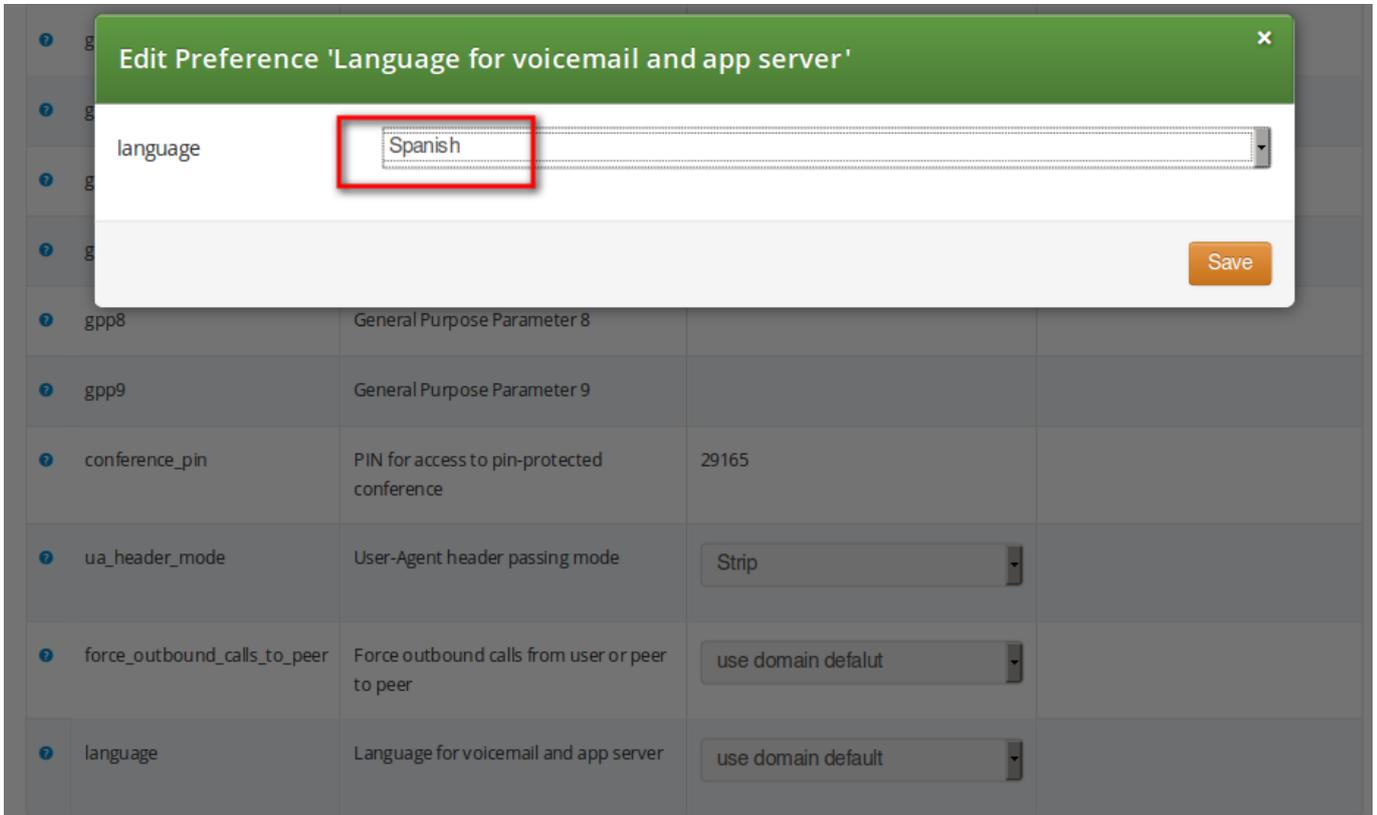 Edit Preference 'Language for voicemail and app server'
×
language
Spanish
Save
g
g
g
g
gpp8 General Purpose Parameter 8
gpp9 General Purpose Parameter 9
conference_pin PIN for access to pin-protected 29165
conference
ua_header_mode User-Agent header passing mode Strip
force_outbound_calls_to_peer Force outbound calls from user or peer use domain defalut
to peer
language Language for voicemail and app server use domain default